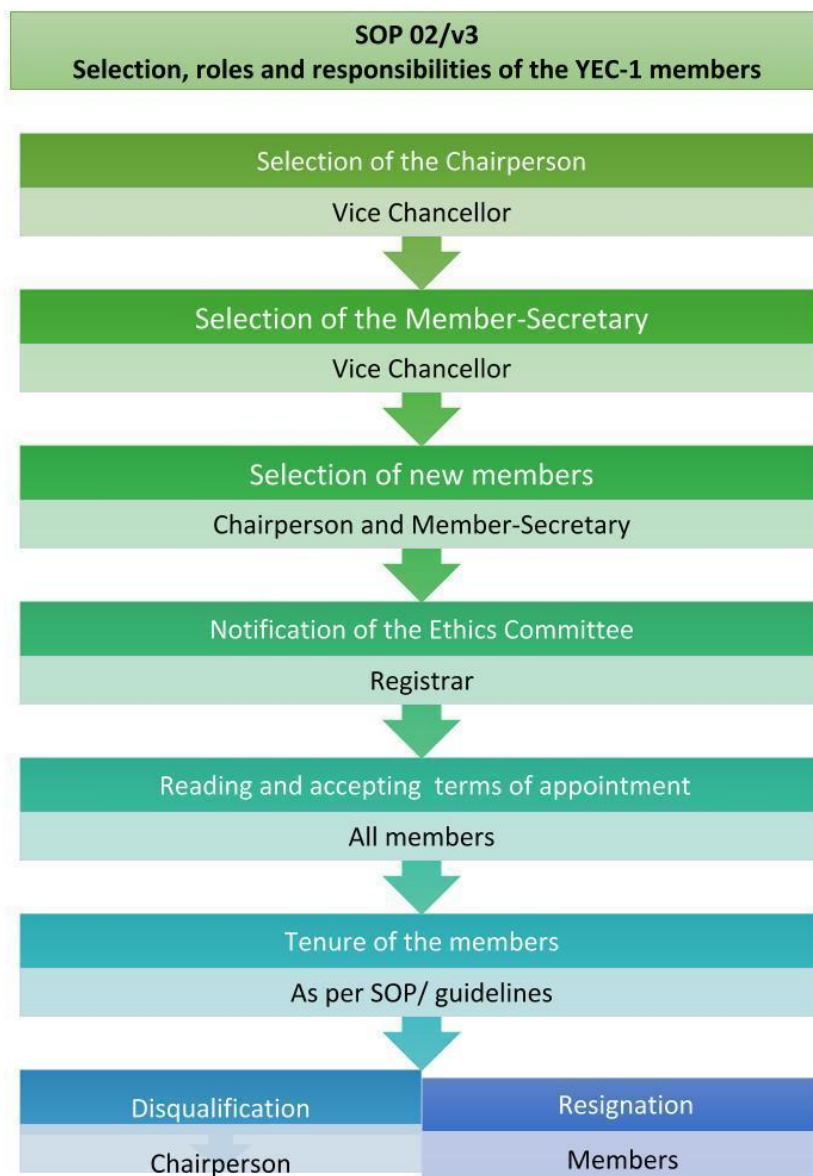 SOP 02/v3
Selection, roles and responsibilities of the YEC-1 members
Selection of the Chairperson
Vice Chancellor
Selection of the Member-Secretary
Vice Chancellor
Selection of new members
Chairperson and Member-Secretary
Notification of the Ethics Committee
Registrar
Reading and accepting terms of appointment
All members
Tenure of the members
As per SOP/ guidelines
Disqualification
Resignation
Chairperson
Members